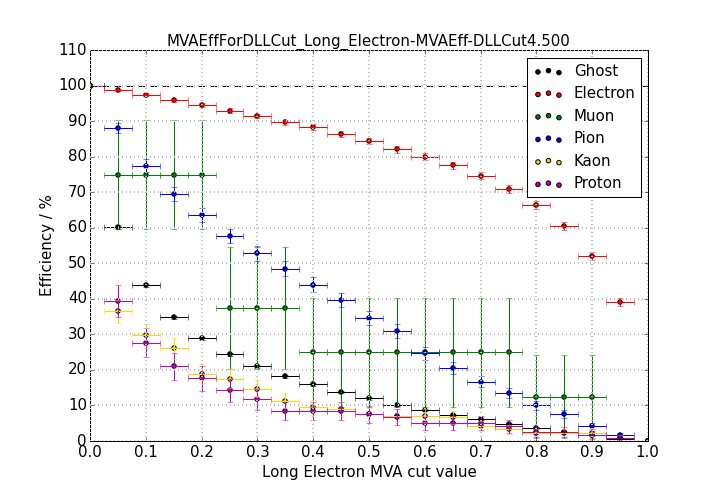 MVAEffForDLLCut_Long_Electron-MVAEff-DLLCut4.500
110
100
90
80
70
60
50
40
30
20
10
0
Efficiency / %
Ghost
Electron
Muon
Pion
Kaon
Proton
0.0 0.1 0.2 0.3 0.4 0.5 0.6 0.7 0.8 0.9 1.0
Long Electron MVA cut value